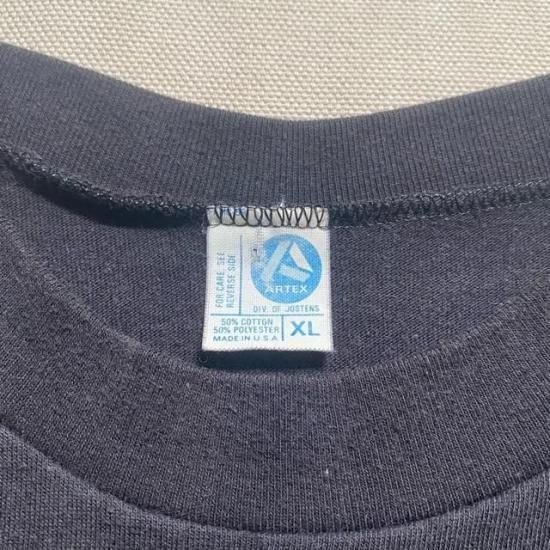 FOR CARE, SEE
REVERSE SIDE
ARTEX
DIV. OF JOSTENS
50% COTTON
50% POLYESTER
MADE IN U.S.A
XL